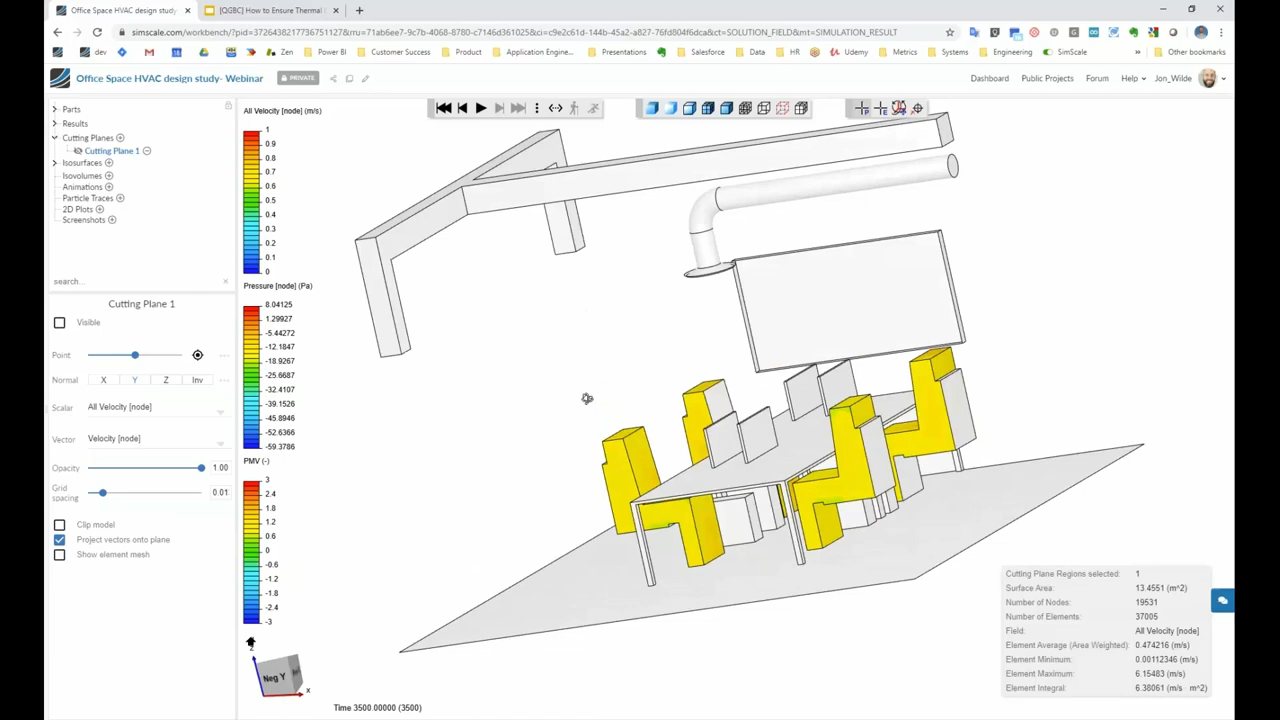 Office Space HVAC design study- W
[QGBC] How to Ensure Thermal C
simscale.com/workbench/?pid=3726438217736751127&rru=71ab6ee7-9c7b-4068-8780-c7146d361025&ci=c9e2c61d-144b-45a2-a827-76fd804f6dca&ct=SOLUTION_FIELD&mt=SIMULATION_RESULT
dev Zen Power BI Customer Success Product Application Engine... Presentations Salesforce Data HR Udemy Metrics Systems Engineering SimScale » Other bookmarks
Office Space HVAC design study- Webinar PRIVATE Dashboard Public Projects Forum Help Jon_Wilde
Parts
Results
Cutting Planes
Cutting Plane 1
Isosurfaces
Isovolumes
Animations
Particle Traces
2D Plots
Screenshots
search...
Cutting Plane 1
Visible
Point
Normal X Y Z Inv
Scalar All Velocity [node]
Vector Velocity [node]
Opacity 1.00
Grid
spacing 0.01
Clip model
Project vectors onto plane
Show element mesh
All Velocity [node] (m/s)
1
0.9
0.8
0.7
0.6
0.5
0.4
0.3
0.2
0.1
0
Pressure [node] (Pa)
8.04125
1.29927
-5.44272
-12.1847
-18.9267
-25.6687
-32.4107
-39.1526
-45.8946
-52.6366
-59.3786
PMV (-)
3
2.4
1.8
1.2
0.6
0
-0.6
-1.2
-1.8
-2.4
-3
Z
Neg Y
X
Time 3500.00000 (3500)
P
E
Cutting Plane Regions selected: 1
Surface Area: 13.4551 (m^2)
Number of Nodes: 19531
Number of Elements: 37005
Field: All Velocity [node]
Element Average (Area Weighted): 0.474216 (m/s)
Element Minimum: 0.00112346 (m/s)
Element Maximum: 6.15483 (m/s)
Element Integral: 6.38061 (m/s · m^2)